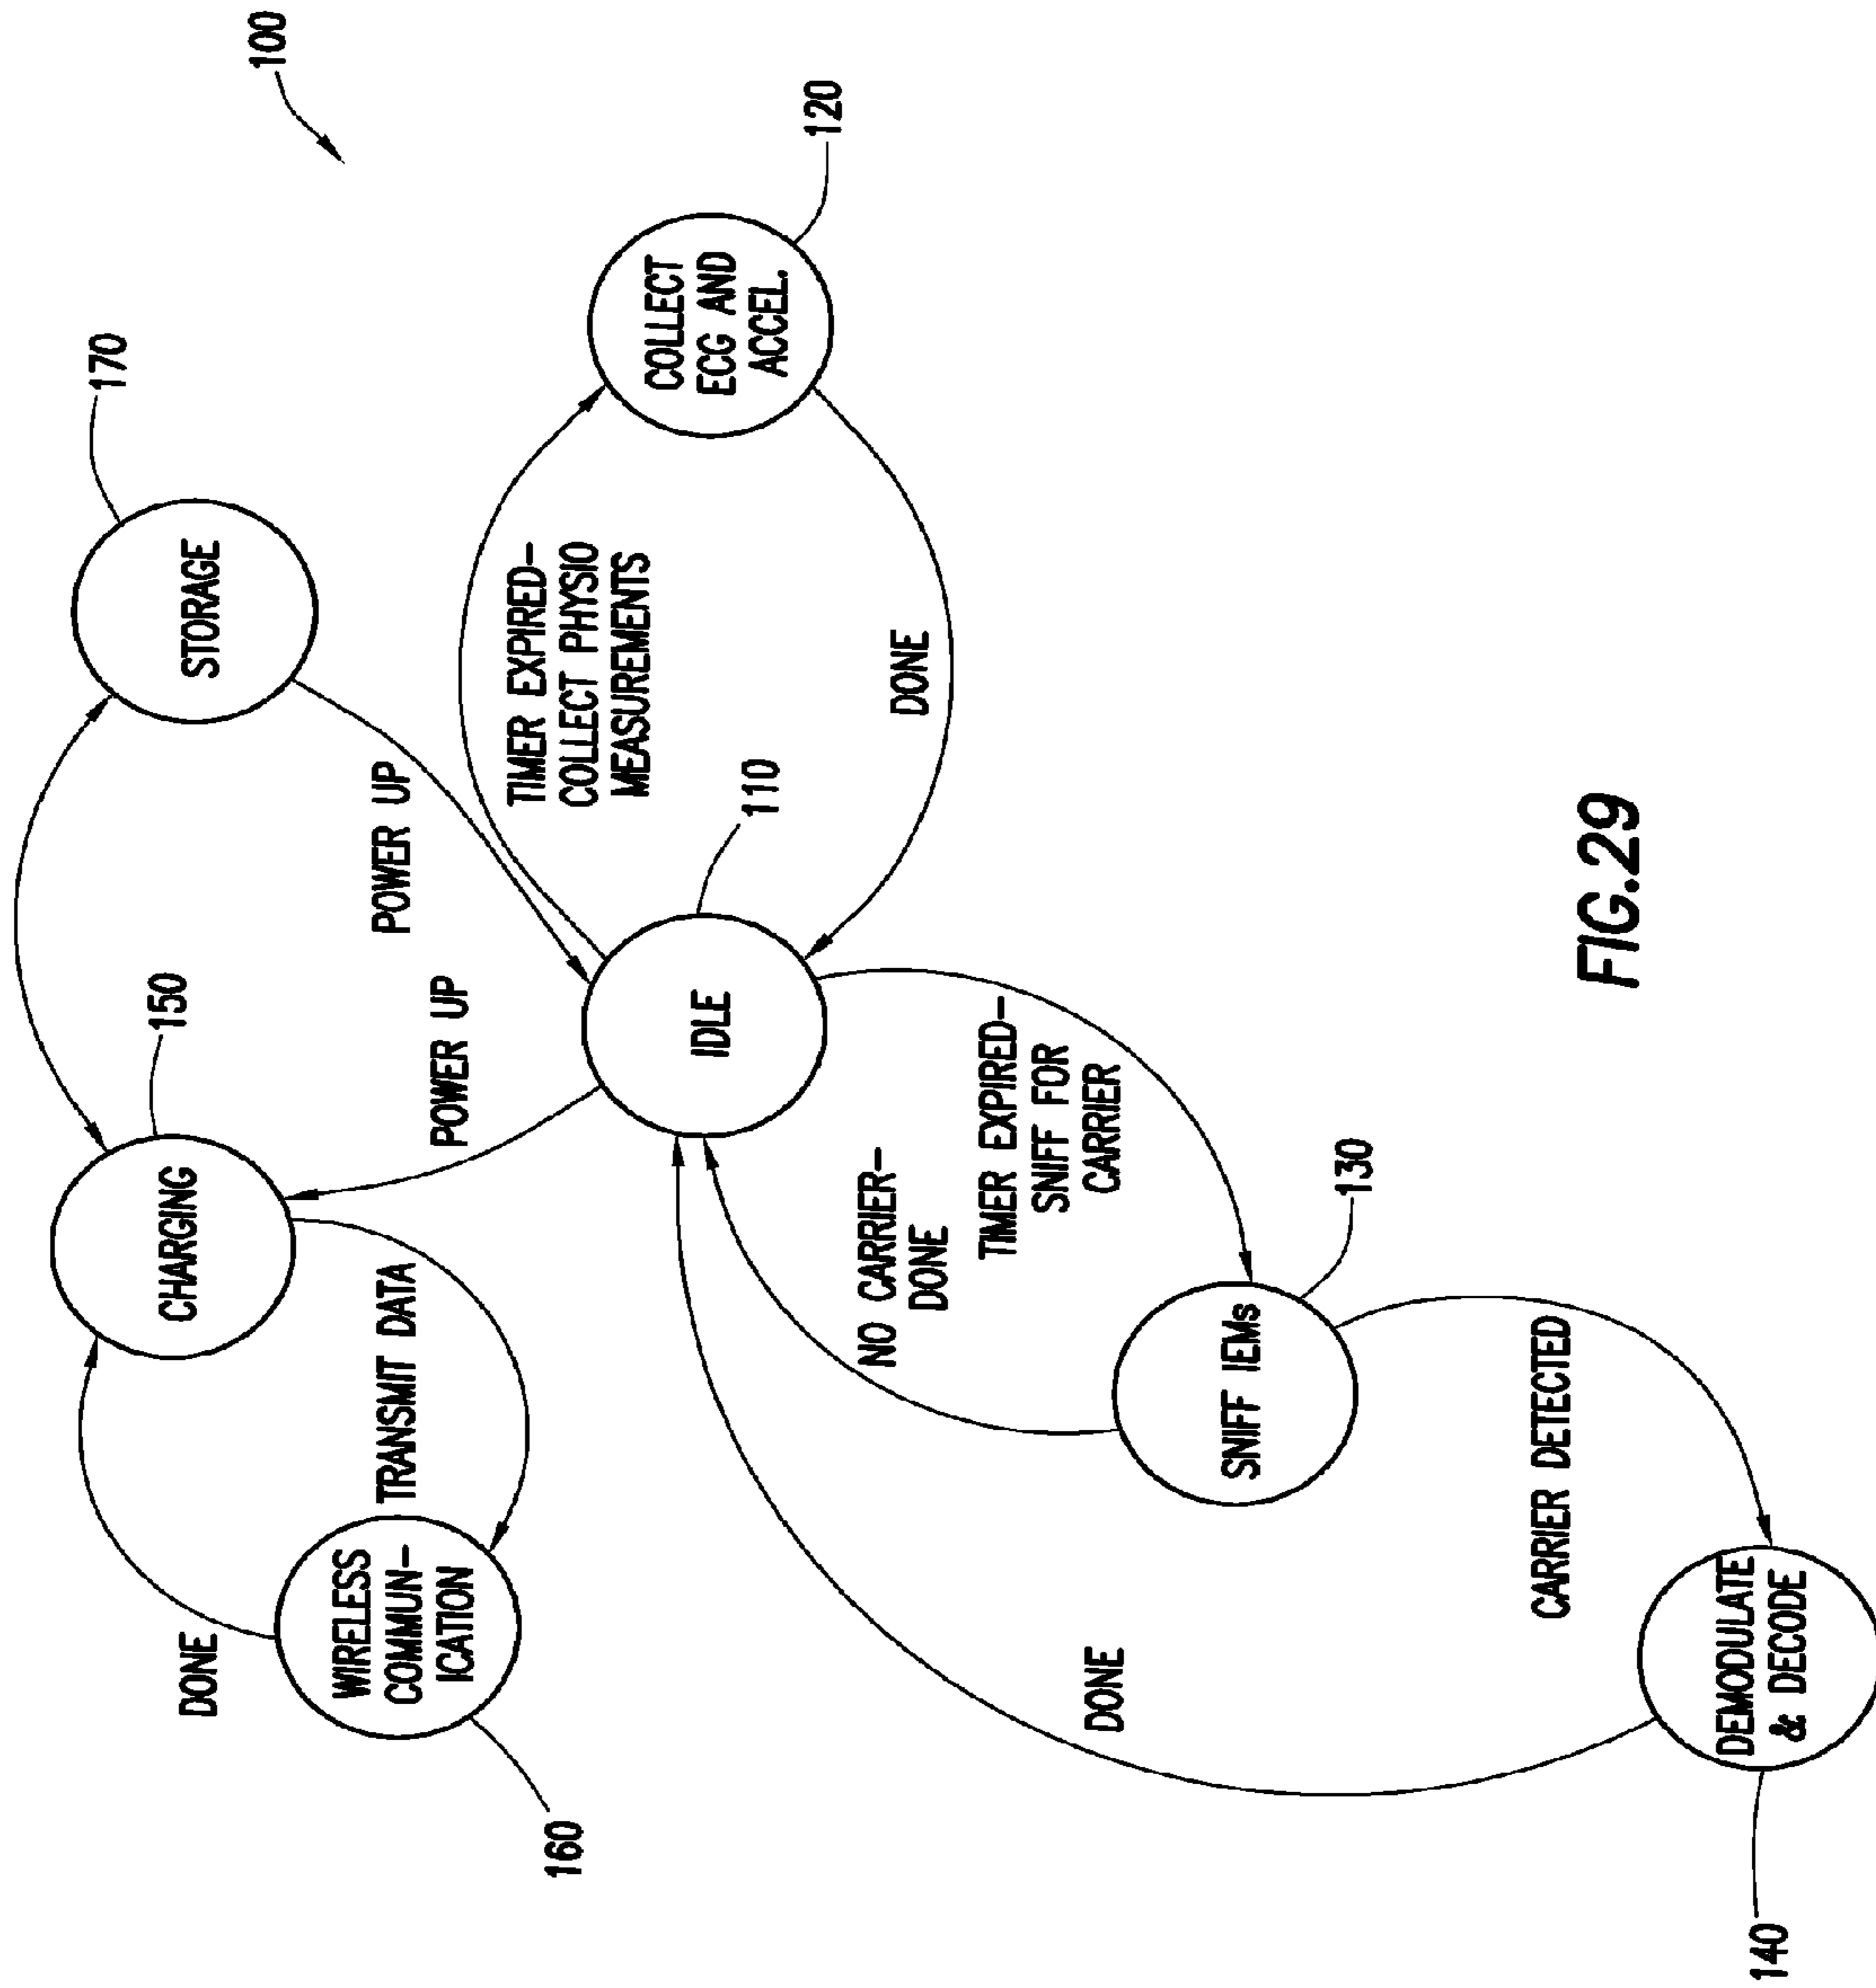 100
170
STORAGE
150
CHARGING
DONE
WIRELESS
COMMUN-
ICATION
160
TRANSMIT DATA
POWER UP
POWER UP
120
COLLECT
ECG AND
ACCEL.
TIMER EXPIRED-
COLLECT PHYSIO
MEASUREMENTS
DONE
110
IDLE
NO CARRIER-
DONE
TIMER EXPIRED-
SNIFF FOR
CARRIER
130
SNIFF IEMs
DONE
CARRIER DETECTED
DEMODULATE
& DECODE
140
FIG.29